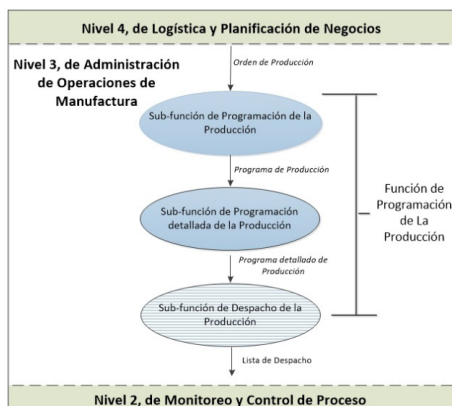 Nivel 4, de Logística y Planificación de Negocios
Nivel 3, de Administración
de Operaciones de
Manufactura
Orden de Producción
Sub-función de Programación de la
Producción
Programa de Producción
Sub-función de Programación
detallada de la Producción
Programa detallado de
Producción
Sub-función de Despacho de la
Producción
Lista de Despacho
Función de
Programación
de La
Producción
Nivel 2, de Monitoreo y Control de Proceso